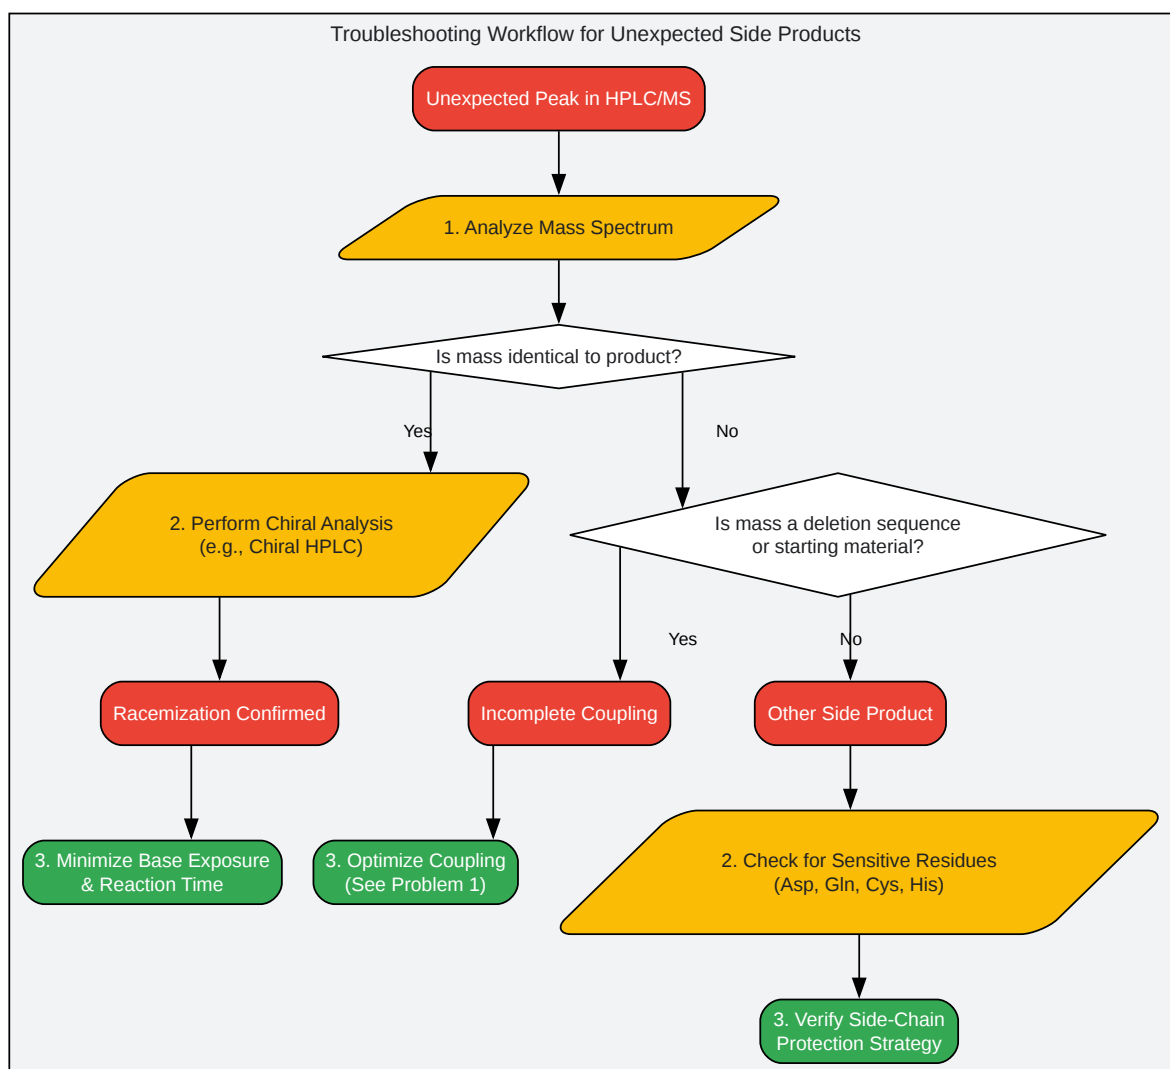 Troubleshooting Workflow for Unexpected Side Products
Unexpected Peak in HPLC/MS
1. Analyze Mass Spectrum
Is mass identical to product?
Yes
No
2. Perform Chiral Analysis
(e.g., Chiral HPLC)
Is mass a deletion sequence
or starting material?
Yes
No
Racemization Confirmed
Incomplete Coupling
Other Side Product
3. Minimize Base Exposure
& Reaction Time
3. Optimize Coupling
(See Problem 1)
2. Check for Sensitive Residues
(Asp, Gln, Cys, His)
3. Verify Side-Chain
Protection Strategy